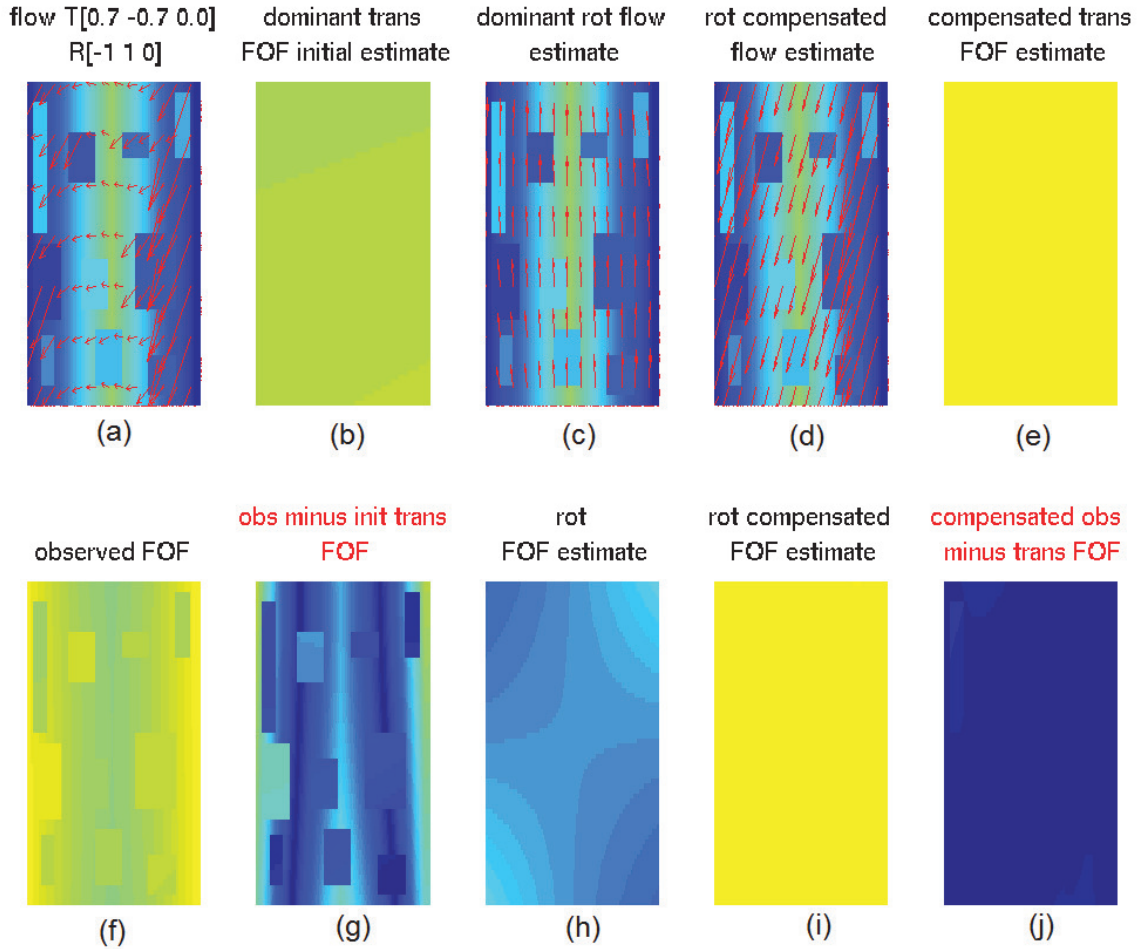 flow T[0.7 -0.7 0.0]
R[-1 1 0]
dominant trans
FOF initial estimate
dominant rot flow
estimate
rot compensated
flow estimate
compensated trans
FOF estimate
(a)
(b)
(c)
(d)
(e)
observed FOF
obs minus init trans
FOF
rot
FOF estimate
rot compensated
FOF estimate
compensated obs
minus trans FOF
(f)
(g)
(h)
(i)
(j)